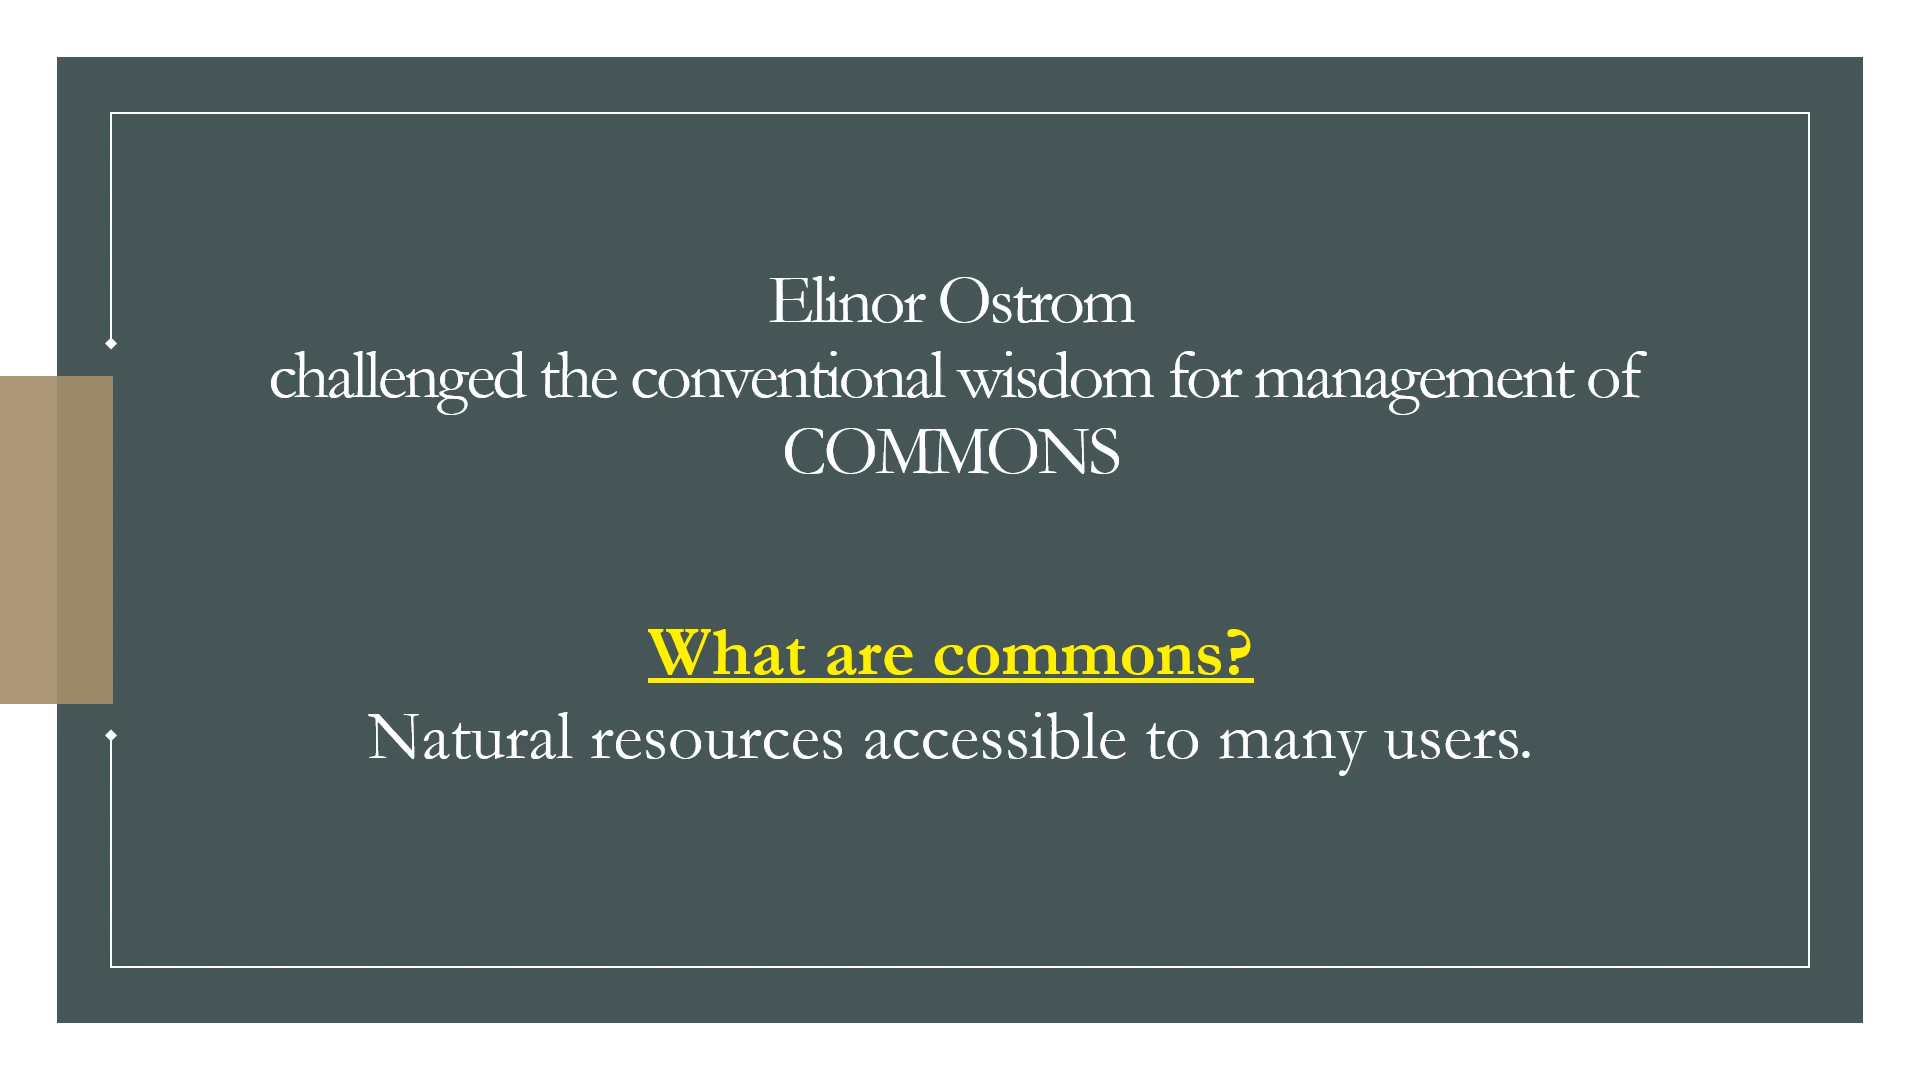 Elinor Ostrom
challenged the conventional wisdom for management of
COMMONS
What are commons?
Natural resources accessible to many users.